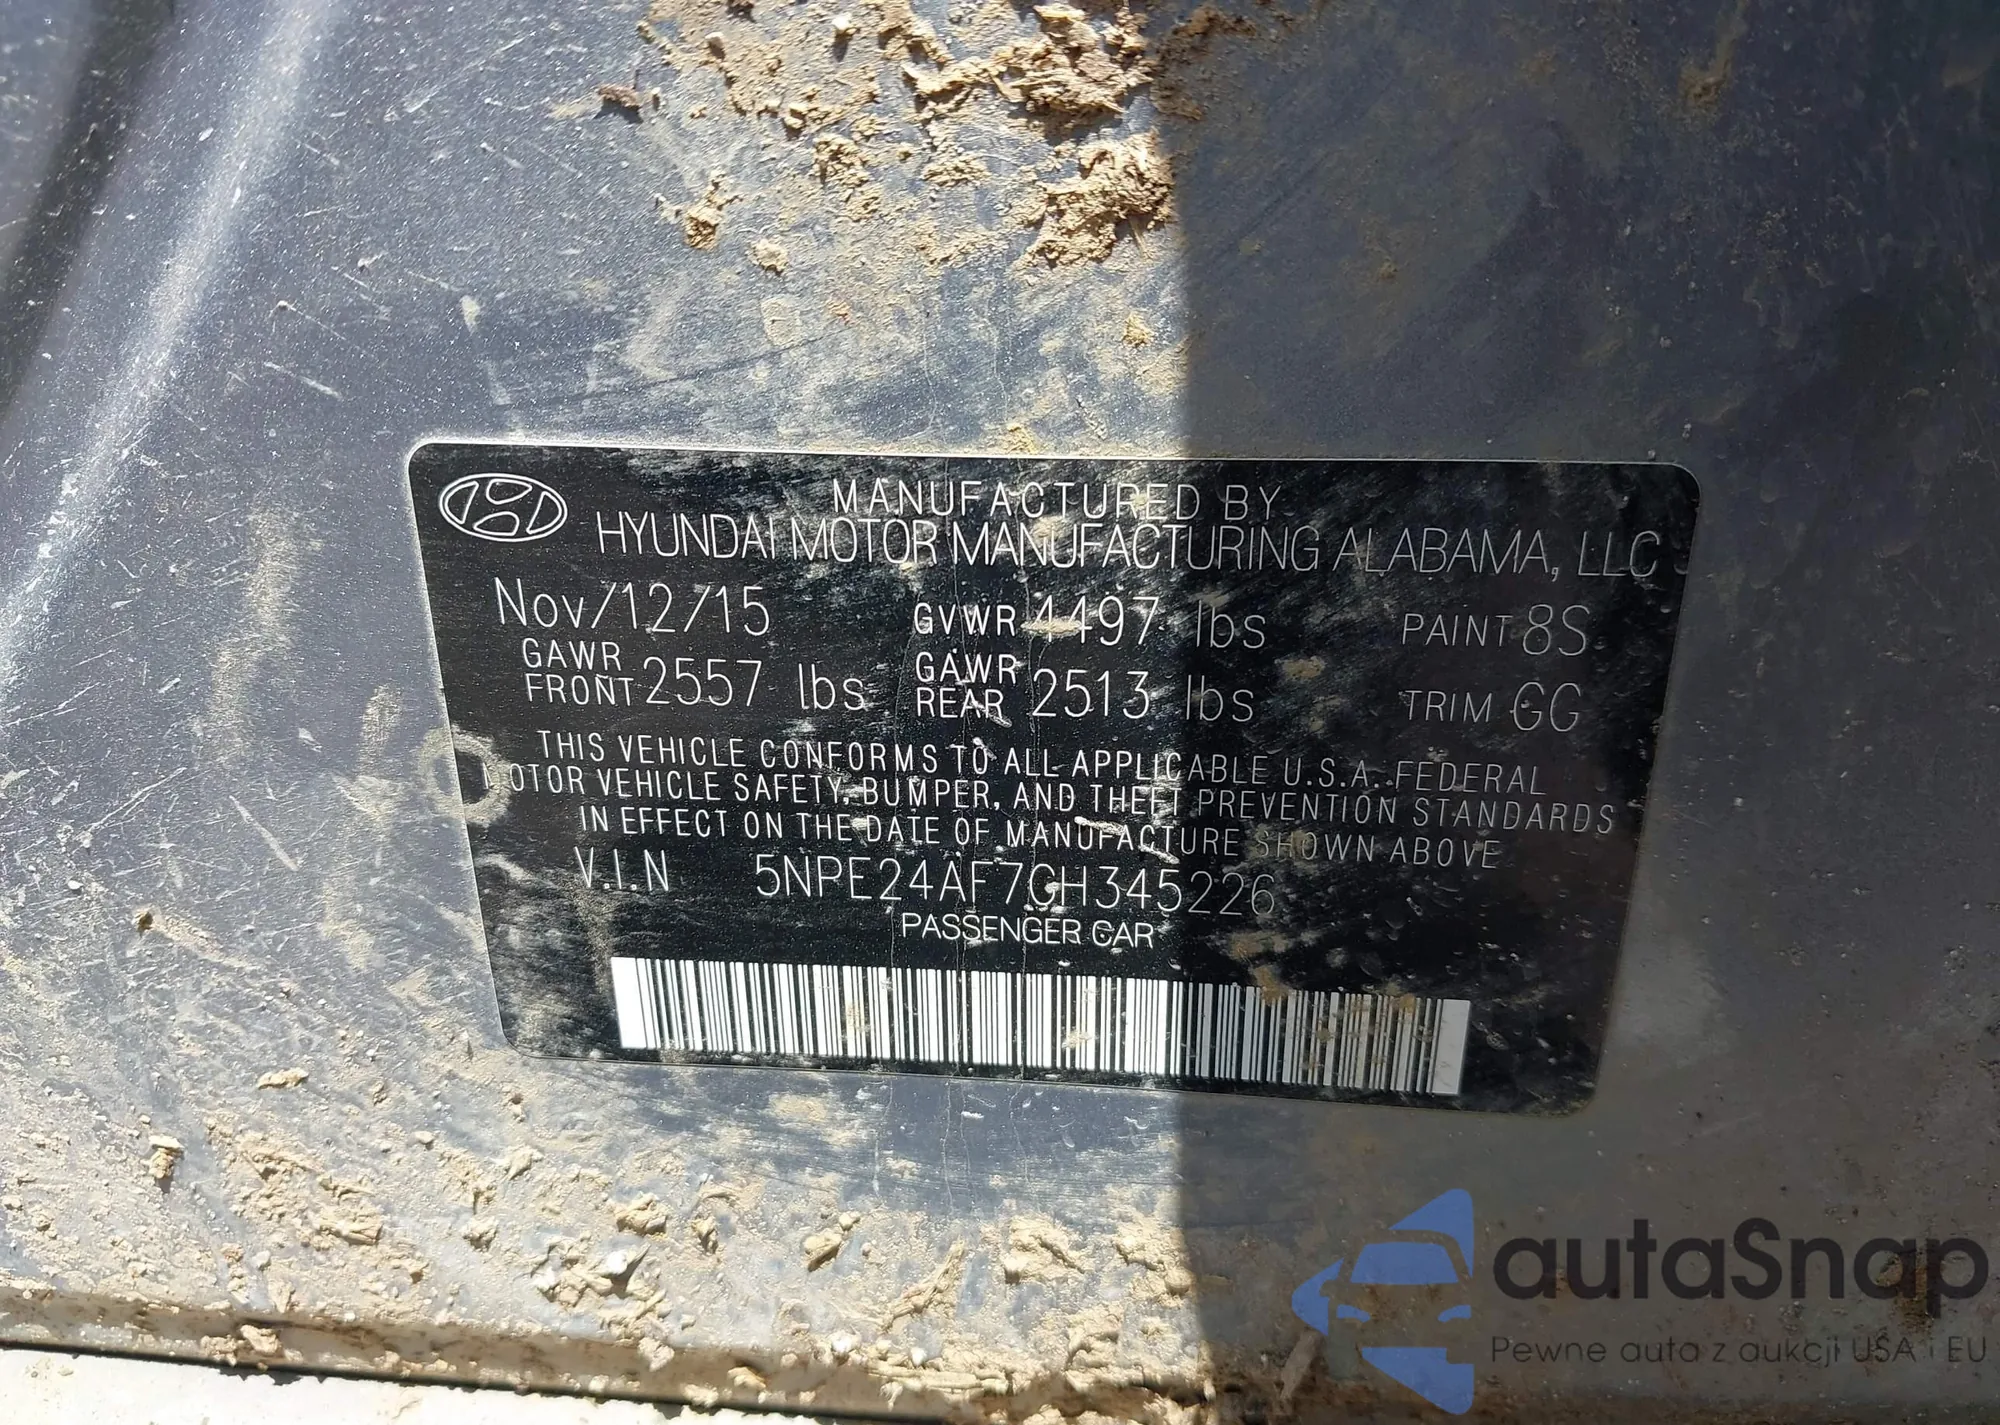 MANUFACTURED BY
HYUNDAI MOTOR MANUFACTURING ALABAMA, LLC
Nov/12/15 GVWR 4497 lbs PAINT 8S
GAWR FRONT 2557 lbs GAWR REAR 2513 lbs TRIM GG
THIS VEHICLE CONFORMS TO ALL APPLICABLE U.S.A. FEDERAL
MOTOR VEHICLE SAFETY, BUMPER, AND THEFT PREVENTION STANDARDS
IN EFFECT ON THE DATE OF MANUFACTURE SHOWN ABOVE
V.I.N 5NPE24AF7GH345226
PASSENGER CAR
autaSnap
Pewne auta z aukcji USA i EU